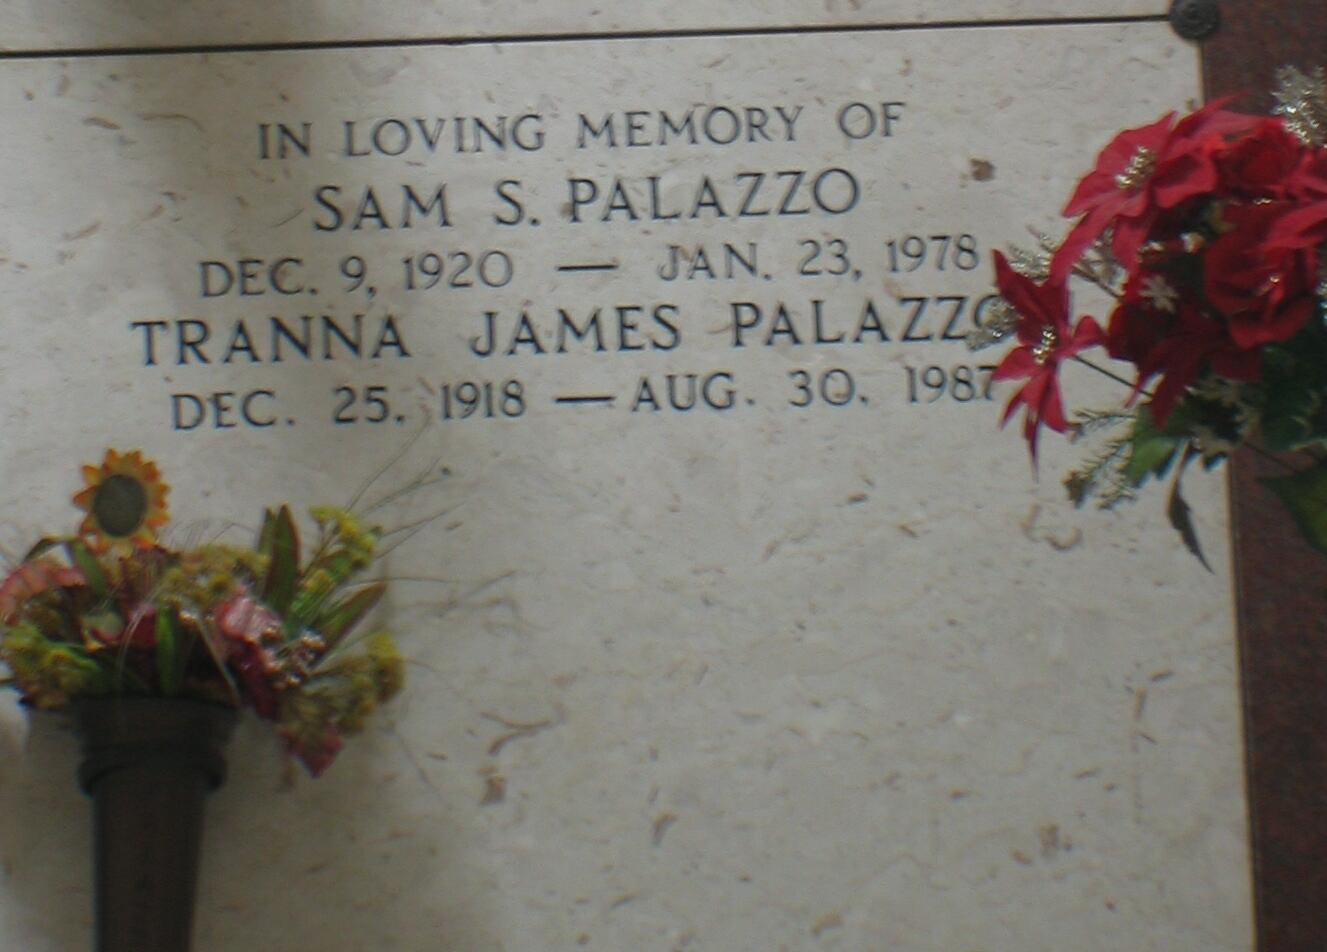 IN LOVING MEMORY OF
SAM S. PALAZZO
DEC. 9, 1920 — JAN. 23, 1978
TRANNA JAMES PALAZZO
DEC. 25, 1918 — AUG. 30, 1987